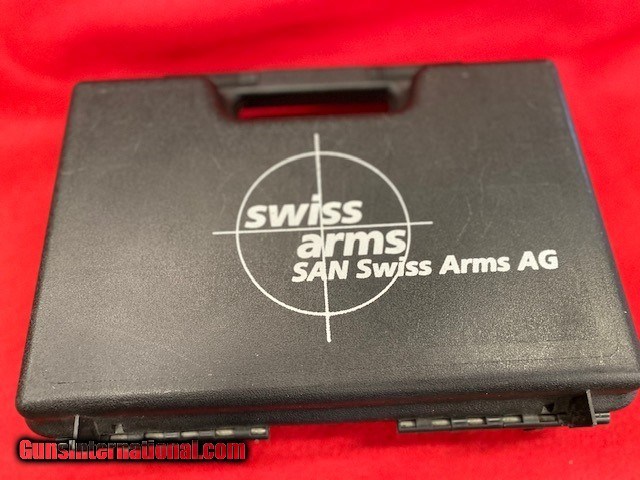 swiss
arms
SAN Swiss Arms AG
GunsInternational.com